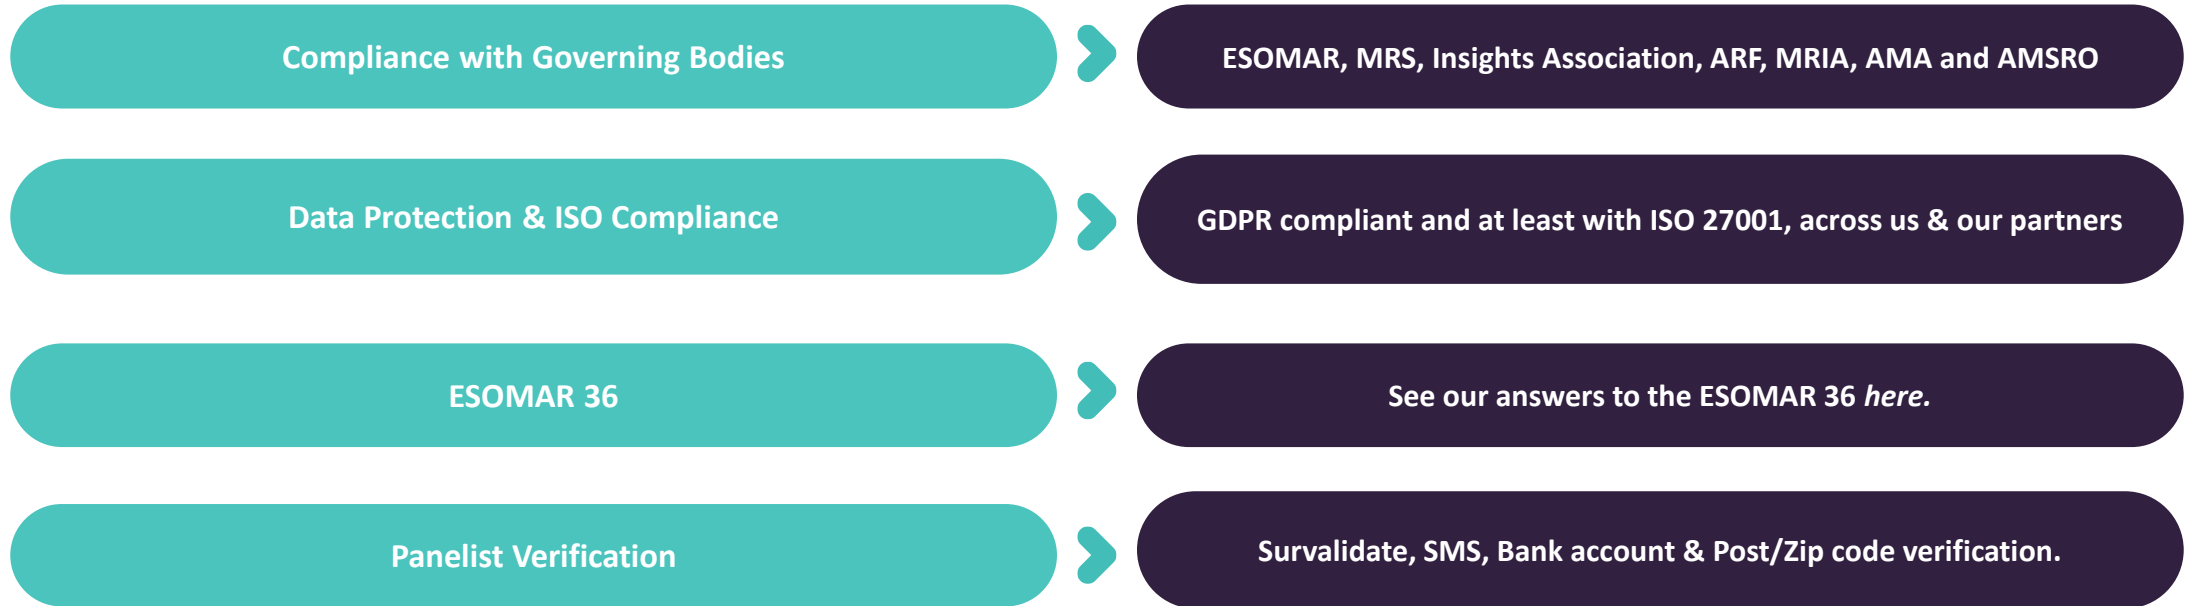 Compliance with Governing Bodies
ESOMAR, MRS, Insights Association, ARF, MRIA, AMA and AMSRO
Data Protection & ISO Compliance
GDPR compliant and at least with ISO 27001, across us & our partners
ESOMAR 36
See our answers to the ESOMAR 36 here.
Panelist Verification
Survalidate, SMS, Bank account & Post/Zip code verification.